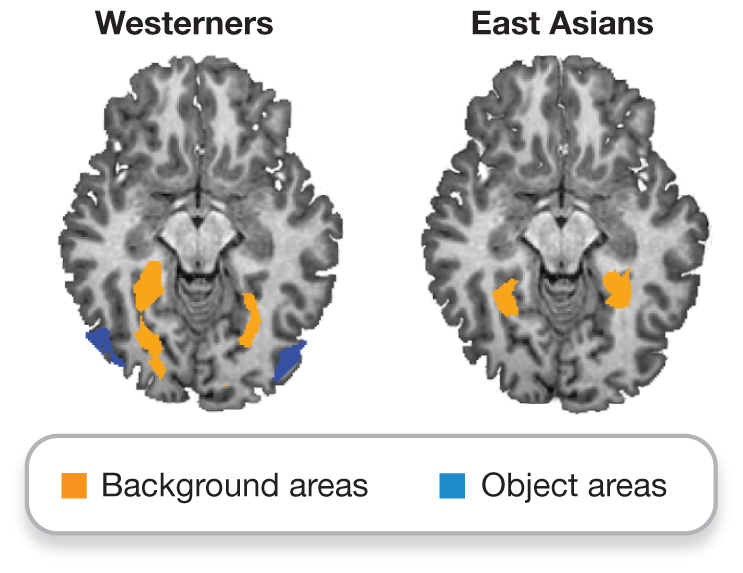 Westerners
East Asians
Background areas
Object areas